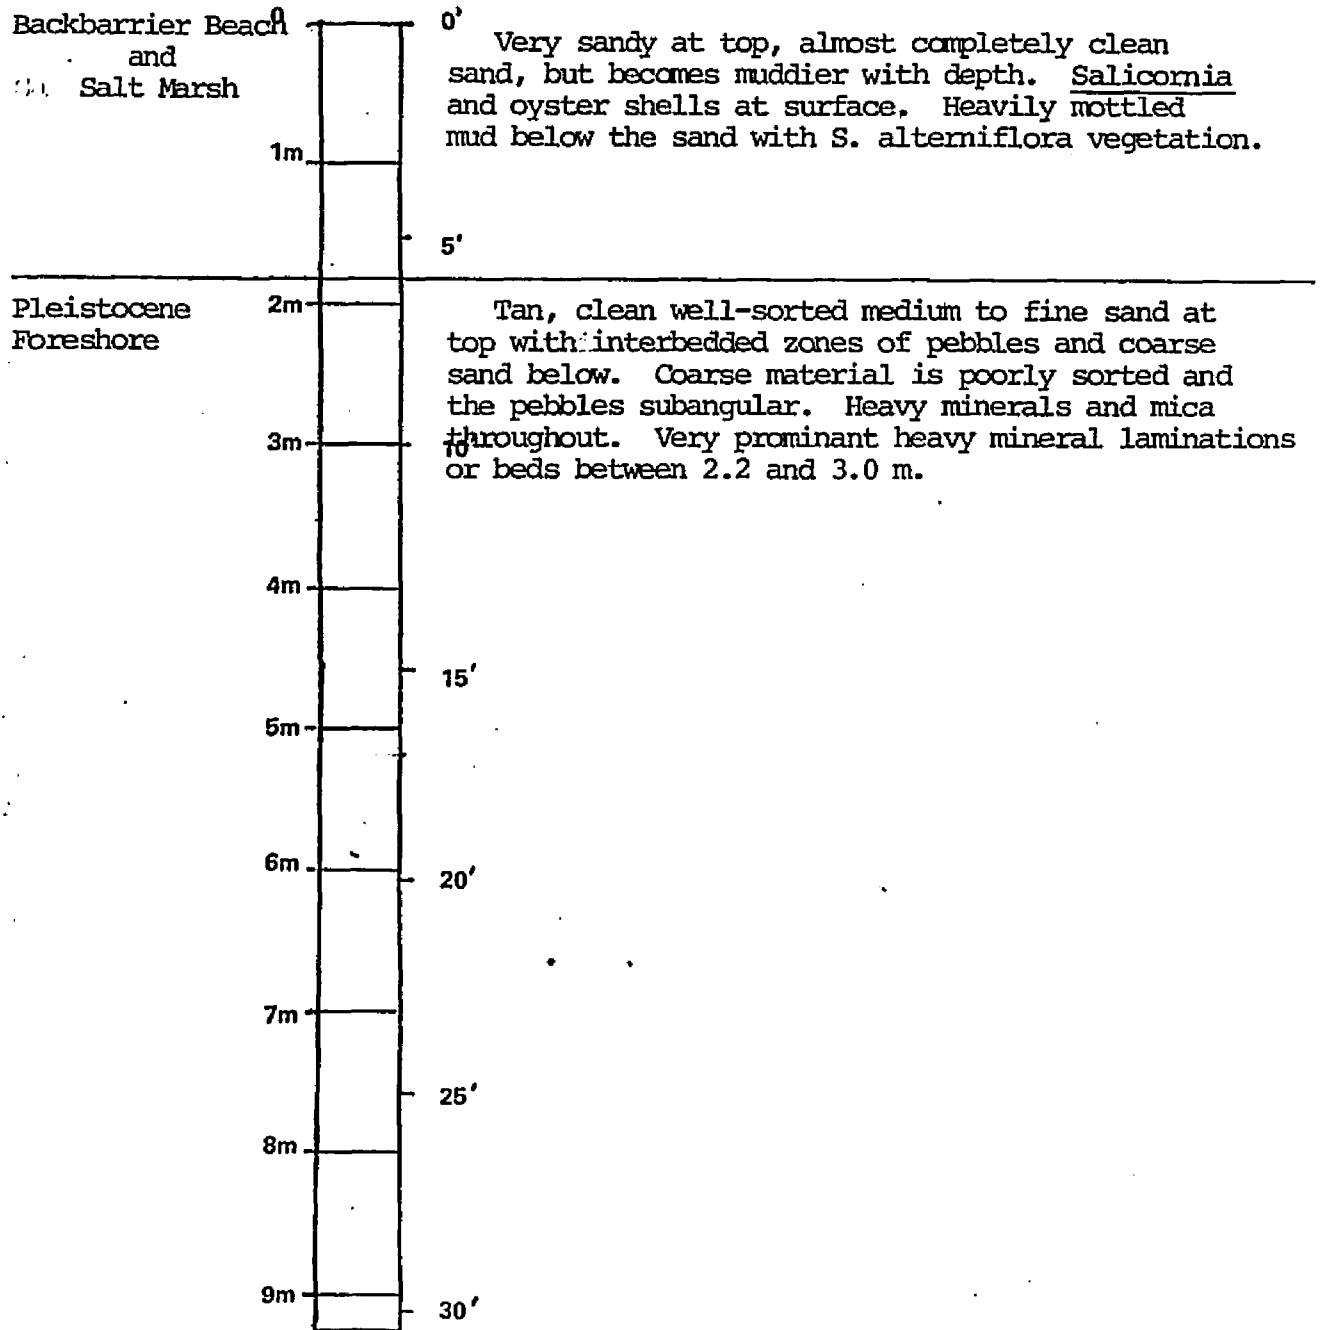 Backbarrier Beach
and
Salt Marsh
0
0'
Very sandy at top, almost completely clean
sand, but becomes muddier with depth. Salicornia
and oyster shells at surface. Heavily mottled
mud below the sand with S. alterniflora vegetation.
1m
5'
Pleistocene
Foreshore
2m
Tan, clean well-sorted medium to fine sand at
top with interbedded zones of pebbles and coarse
sand below. Coarse material is poorly sorted and
the pebbles subangular. Heavy minerals and mica
throughout. Very prominant heavy mineral laminations
or beds between 2.2 and 3.0 m.
3m
10'
4m
15'
5m
6m
20'
7m
25'
8m
9m
30'